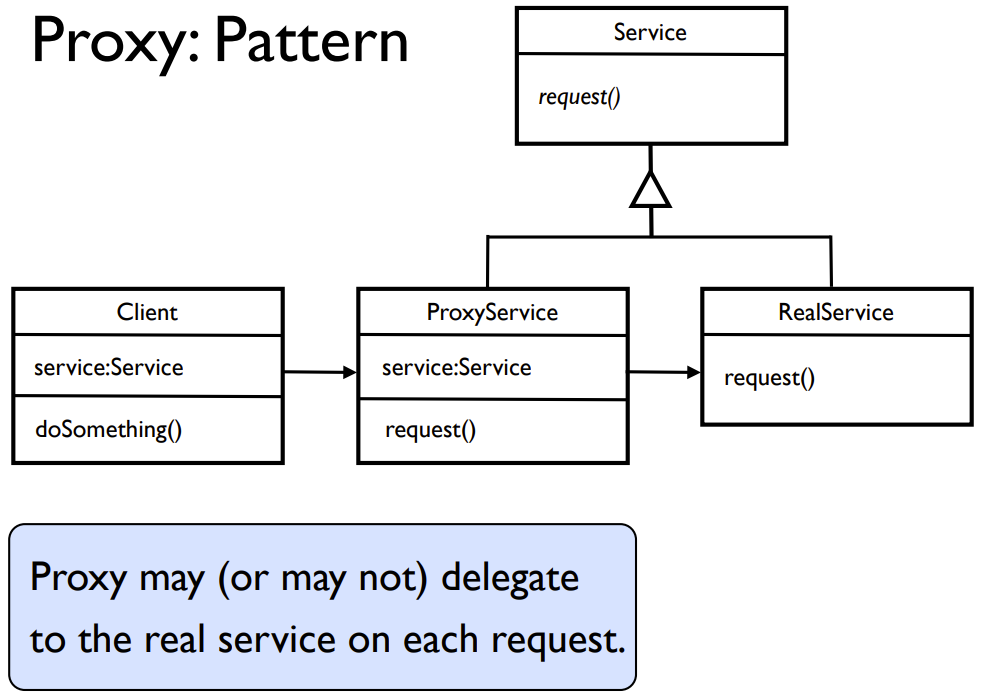 Proxy: Pattern
Service
request()
Client
service:Service
doSomething()
ProxyService
service:Service
request()
RealService
request()
Proxy may (or may not) delegate
to the real service on each request.